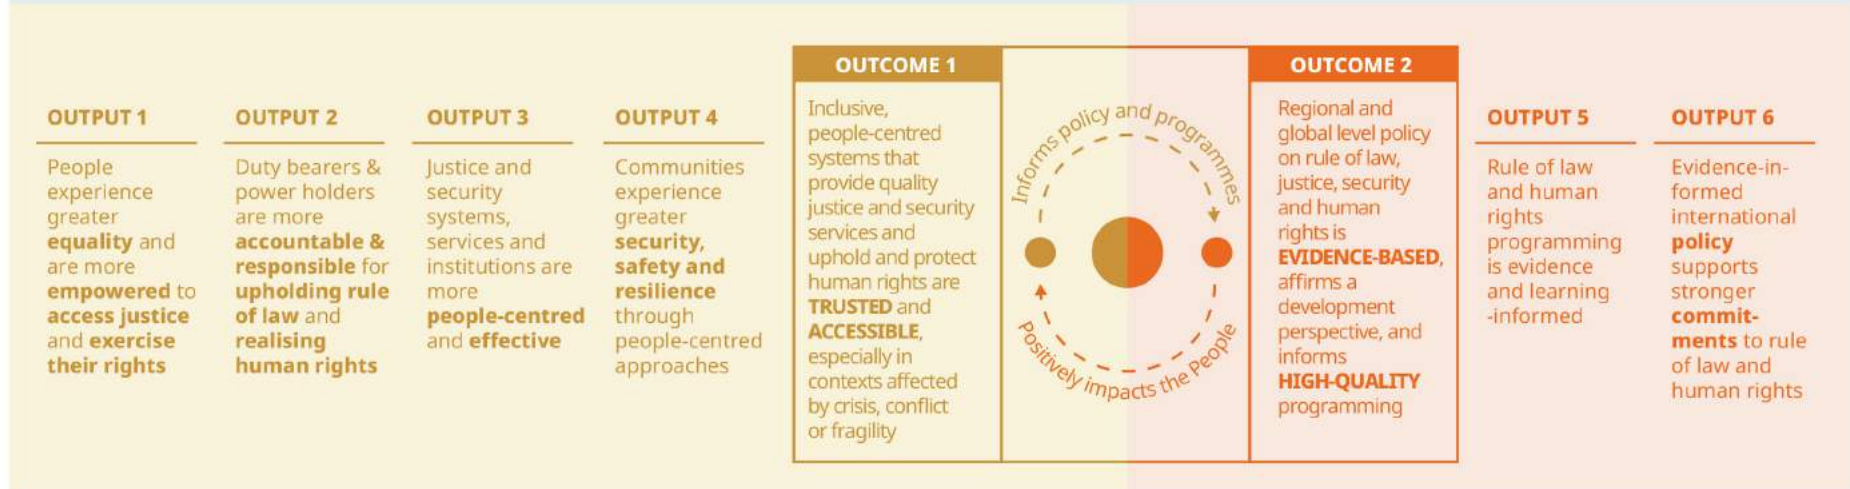 OUTPUT 1
People
experience
greater
equality and
are more
empowered to
access justice
and exercise
their rights
OUTPUT 2
Duty bearers &
power holders
are more
accountable &
responsible for
upholding rule
of law and
realising
human rights
OUTPUT 3
Justice and
security
systems,
services and
institutions are
more
people-centred
and effective
OUTPUT 4
Communities
experience
greater
security,
safety and
resilience
through
people-centred
approaches
OUTCOME 1
Inclusive,
people-centred
systems that
provide quality
justice and security
services and
uphold and protect
human rights are
TRUSTED and
ACCESSIBLE,
especially in
contexts affected
by crisis, conflict
or fragility
Informs policy and programmes
Positively impacts the People
OUTCOME 2
Regional and
global level policy
on rule of law,
justice, security
and human
rights is
EVIDENCE-BASED,
affirms a
development
perspective, and
informs
HIGH-QUALITY
programming
OUTPUT 5
Rule of law
and human
rights
programming
is evidence
and learning
-informed
OUTPUT 6
Evidence-in-
formed
international
policy
supports
stronger
commit-
ments to rule
of law and
human rights